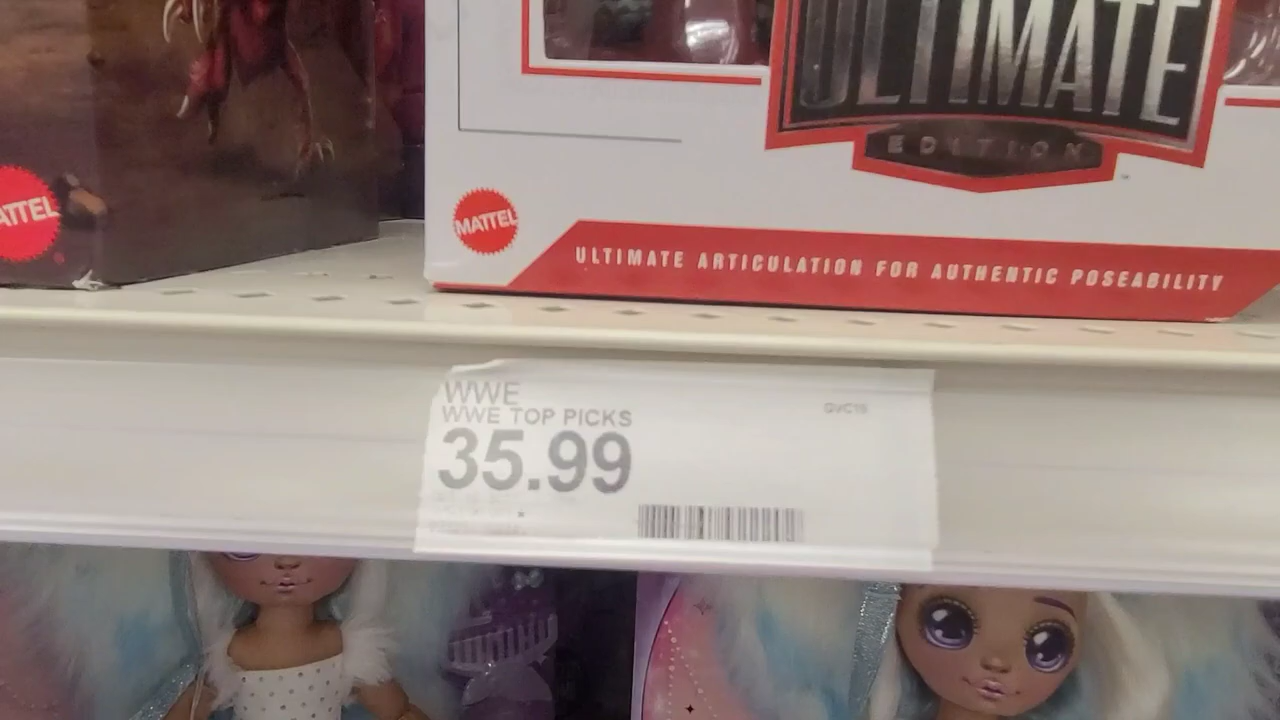 ULTIMATE
EDITION
MATTEL
MATTEL
ULTIMATE ARTICULATION FOR AUTHENTIC POSEABILITY
WWE
WWE TOP PICKS
35.99